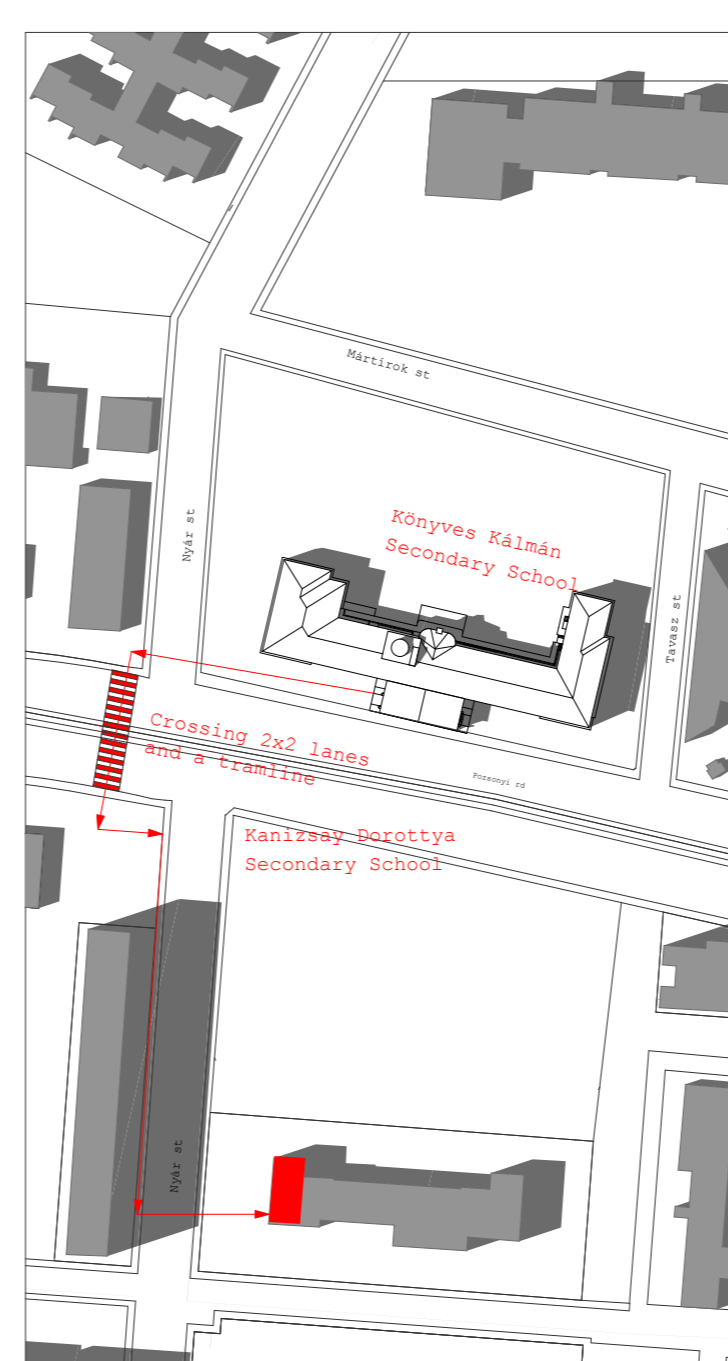 Mártírok st
Nyár st
Könyves Kálmán
Secondary School
Tavasz st
Crossing 2x2 lanes
and a tramline
Pozsonyi rd
Kanizsay Dorottya
Secondary School
Nyár st